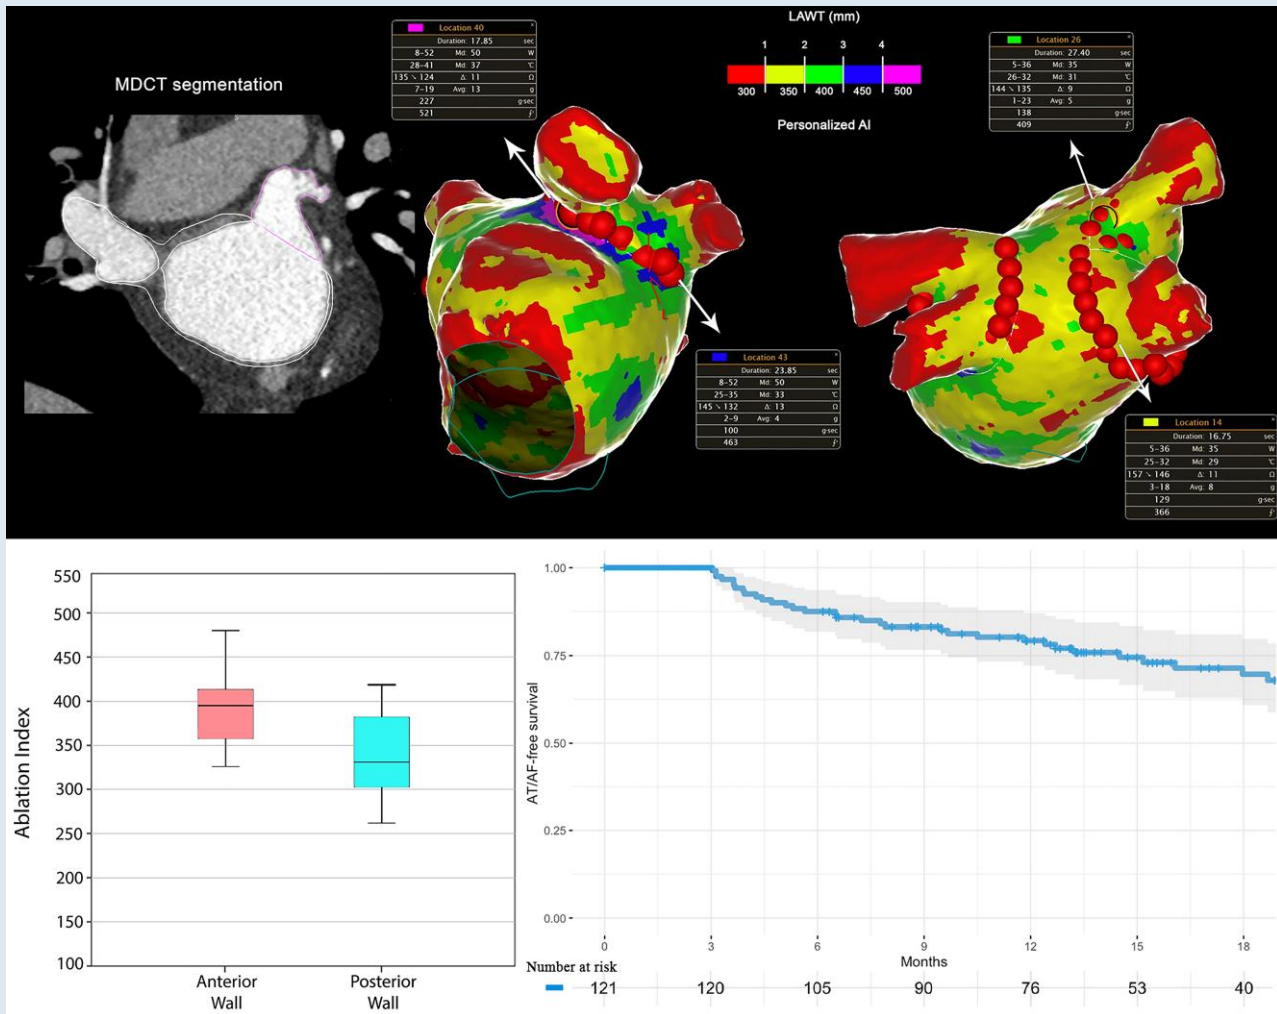 MDCT segmentation
Location 40
Duration: 17.85 sec
8-52 Md: 50 W
28-41 Md: 37 °C
135 ↘ 124 Δ: 11 Ω
7-19 Avg: 13 g
227 g·sec
521
LAWT (mm)
1 2 3 4
300 350 400 450 500
Personalized AI
Location 26
Duration: 27.40 sec
5-36 Md: 35 W
26-32 Md: 31 °C
144 ↘ 135 Δ: 9 Ω
1-23 Avg: 5 g
138 g·sec
409
Location 43
Duration: 23.85 sec
8-52 Md: 50 W
25-35 Md: 33 °C
145 ↘ 132 Δ: 13 Ω
2-9 Avg: 4 g
100 g·sec
463
Location 14
Duration: 16.75 sec
5-36 Md: 35 W
25-32 Md: 29 °C
157 ↘ 146 Δ: 11 Ω
3-18 Avg: 8 g
129 g·sec
366
Ablation Index
550
500
450
400
350
300
250
200
150
100
Anterior
Wall
Posterior
Wall
AT/AF-free survival
1.00
0.75
0.50
0.25
0.00
0 3 6 9 12 15 18
Months
Number at risk
121 120 105 90 76 53 40